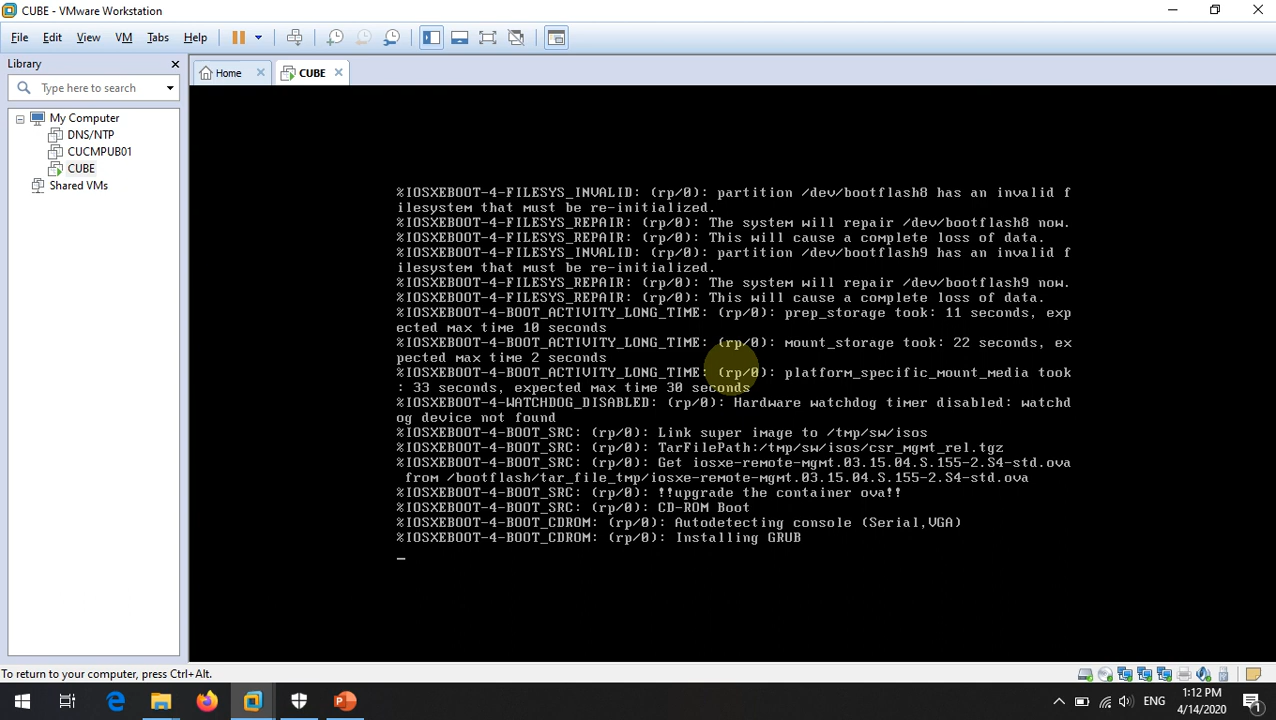 CUBE - VMware Workstation
File Edit View VM Tabs Help
Library
Home
CUBE
Type here to search
My Computer
DNS/NTP
CUCMPUB01
CUBE
Shared VMs
%IOSXEBOOT-4-FILESYS_INVALID: (rp/0): partition /dev/bootflash8 has an invalid f
ilesystem that must be re-initialized.
%IOSXEBOOT-4-FILESYS_REPAIR: (rp/0): The system will repair /dev/bootflash8 now.
%IOSXEBOOT-4-FILESYS_REPAIR: (rp/0): This will cause a complete loss of data.
%IOSXEBOOT-4-FILESYS_INVALID: (rp/0): partition /dev/bootflash9 has an invalid f
ilesystem that must be re-initialized.
%IOSXEBOOT-4-FILESYS_REPAIR: (rp/0): The system will repair /dev/bootflash9 now.
%IOSXEBOOT-4-FILESYS_REPAIR: (rp/0): This will cause a complete loss of data.
%IOSXEBOOT-4-BOOT_ACTIVITY_LONG_TIME: (rp/0): prep_storage took: 11 seconds, exp
ected max time 10 seconds
%IOSXEBOOT-4-BOOT_ACTIVITY_LONG_TIME: (rp/0): mount_storage took: 22 seconds, ex
pected max time 2 seconds
%IOSXEBOOT-4-BOOT_ACTIVITY_LONG_TIME: (rp/0): platform_specific_mount_media took
: 33 seconds, expected max time 30 seconds
%IOSXEBOOT-4-WATCHDOG_DISABLED: (rp/0): Hardware watchdog timer disabled: watchd
og device not found
%IOSXEBOOT-4-BOOT_SRC: (rp/0): Link super image to /tmp/sw/isos
%IOSXEBOOT-4-BOOT_SRC: (rp/0): TarFilePath:/tmp/sw/isos/csr_mgmt_rel.tgz
%IOSXEBOOT-4-BOOT_SRC: (rp/0): Get iosxe-remote-mgmt.03.15.04.S.155-2.S4-std.ova
from /bootflash/tar_file_tmp/iosxe-remote-mgmt.03.15.04.S.155-2.S4-std.ova
%IOSXEBOOT-4-BOOT_SRC: (rp/0): !!upgrade the container ova!!
%IOSXEBOOT-4-BOOT_SRC: (rp/0): CD-ROM Boot
%IOSXEBOOT-4-BOOT_CDROM: (rp/0): Autodetecting console (Serial,VGA)
%IOSXEBOOT-4-BOOT_CDROM: (rp/0): Installing GRUB
_
To return to your computer, press Ctrl+Alt.
ENG
1:12 PM
4/14/2020
1